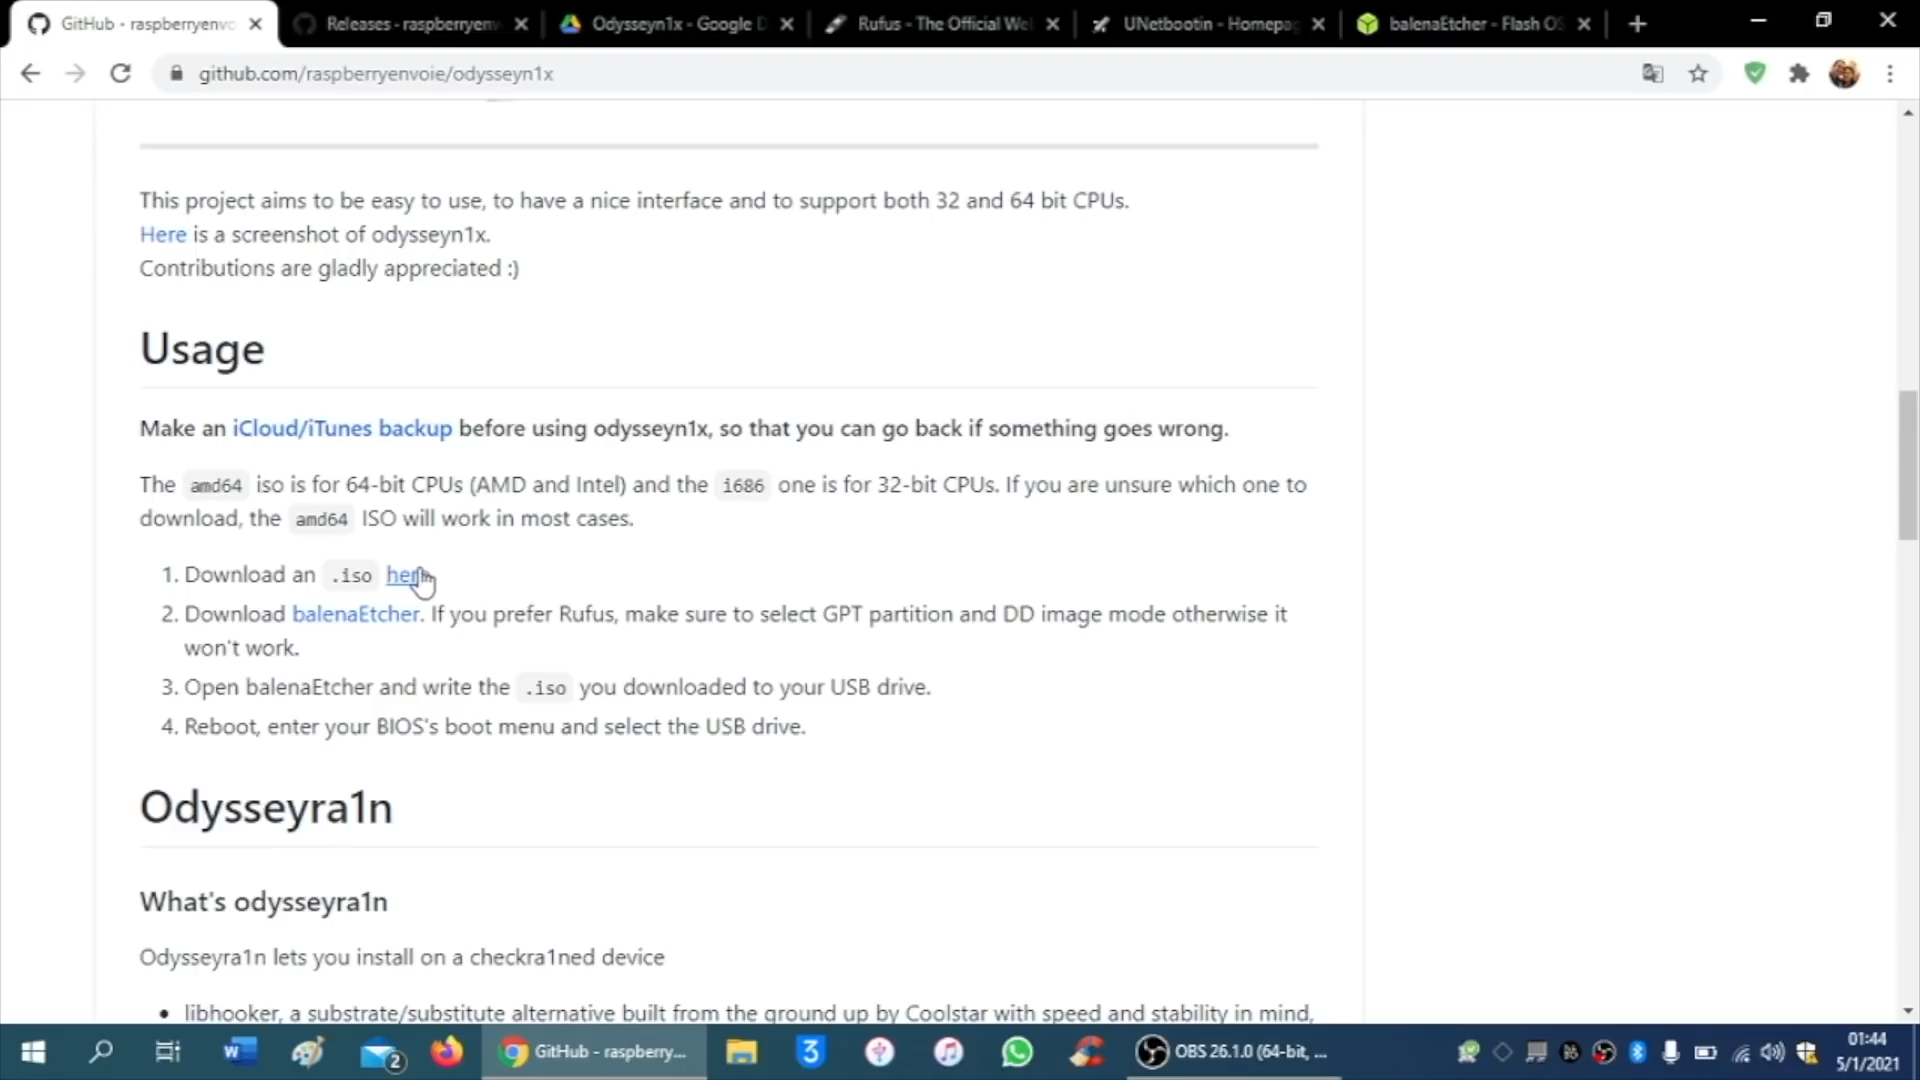 GitHub - raspberryenvo
Releases - raspberryenv
Odysseyn1x - Google D
Rufus - The Official We
UNetbootin - Homepag
balenaEtcher - Flash OS
github.com/raspberryenvoie/odysseyn1x
This project aims to be easy to use, to have a nice interface and to support both 32 and 64 bit CPUs.
Here is a screenshot of odysseyn1x.
Contributions are gladly appreciated :)
Usage
Make an iCloud/iTunes backup before using odysseyn1x, so that you can go back if something goes wrong.
The amd64 iso is for 64-bit CPUs (AMD and Intel) and the i686 one is for 32-bit CPUs. If you are unsure which one to
download, the amd64 ISO will work in most cases.
1. Download an .iso here
2. Download balenaEtcher. If you prefer Rufus, make sure to select GPT partition and DD image mode otherwise it
won't work.
3. Open balenaEtcher and write the .iso you downloaded to your USB drive.
4. Reboot, enter your BIOS's boot menu and select the USB drive.
Odysseyra1n
What's odysseyra1n
Odysseyra1n lets you install on a checkra1ned device
• libhooker, a substrate/substitute alternative built from the ground up by Coolstar with speed and stability in mind,
2
3
GitHub - raspberry...
OBS 26.1.0 (64-bit, ...
01:44
5/1/2021